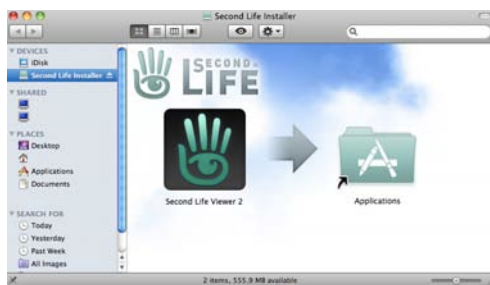 Second Life Installer
DEVICES
iDisk
Second Life Installer
SHARED
PLACES
Desktop
Applications
Documents
SEARCH FOR
Today
Yesterday
Past Week
All Images
SECOND
LIFE
Second Life Viewer 2
Applications
2 items, 555.9 MB available